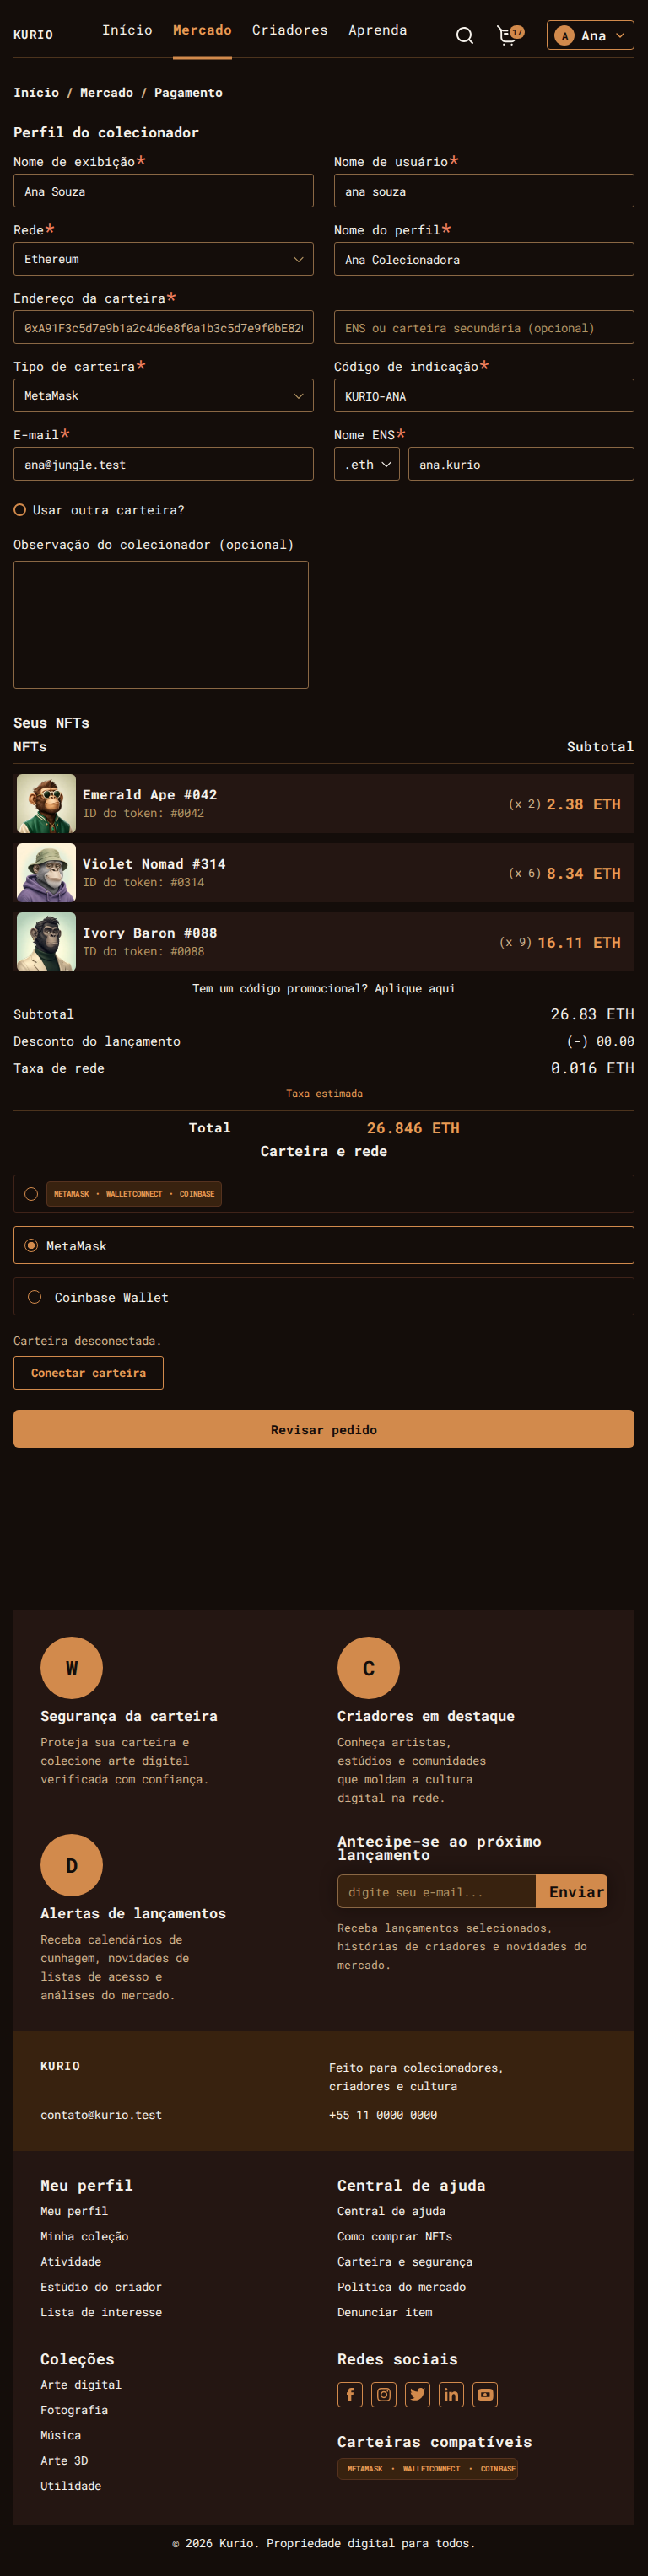 KURIO
Início Mercado Criadores Aprenda
17
A Ana
Início / Mercado / Pagamento
Perfil do colecionador
Nome de exibição*
Nome de usuário*
Ana Souza
ana_souza
Rede*
Nome do perfil*
Ethereum
Ana Colecionadora
Endereço da carteira*
0xA91F3c5d7e9b1a2c4d6e8f0a1b3c5d7e9f0bE82
ENS ou carteira secundária (opcional)
Tipo de carteira*
Código de indicação*
MetaMask
KURIO-ANA
E-mail*
Nome ENS*
ana@jungle.test
.eth
ana.kurio
Usar outra carteira?
Observação do colecionador (opcional)
Seus NFTs
NFTs
Subtotal
Emerald Ape #042
ID do token: #0042
(x 2) 2.38 ETH
Violet Nomad #314
ID do token: #0314
(x 6) 8.34 ETH
Ivory Baron #088
ID do token: #0088
(x 9) 16.11 ETH
Tem um código promocional? Aplique aqui
Subtotal
26.83 ETH
Desconto do lançamento
(-) 00.00
Taxa de rede
0.016 ETH
Taxa estimada
Total
26.846 ETH
Carteira e rede
METAMASK • WALLETCONNECT • COINBASE
MetaMask
Coinbase Wallet
Carteira desconectada.
Conectar carteira
Revisar pedido
W
Segurança da carteira
Proteja sua carteira e
colecione arte digital
verificada com confiança.
C
Criadores em destaque
Conheça artistas,
estúdios e comunidades
que moldam a cultura
digital na rede.
D
Alertas de lançamentos
Receba calendários de
cunhagem, novidades de
listas de acesso e
análises do mercado.
Antecipe-se ao próximo
lançamento
digite seu e-mail...
Enviar
Receba lançamentos selecionados,
histórias de criadores e novidades do
mercado.
KURIO
Feito para colecionadores,
criadores e cultura
contato@kurio.test
+55 11 0000 0000
Meu perfil
Meu perfil
Minha coleção
Atividade
Estúdio do criador
Lista de interesse
Central de ajuda
Central de ajuda
Como comprar NFTs
Carteira e segurança
Política do mercado
Denunciar item
Coleções
Arte digital
Fotografia
Música
Arte 3D
Utilidade
Redes sociais
Carteiras compatíveis
METAMASK • WALLETCONNECT • COINBASE
© 2026 Kurio. Propriedade digital para todos.